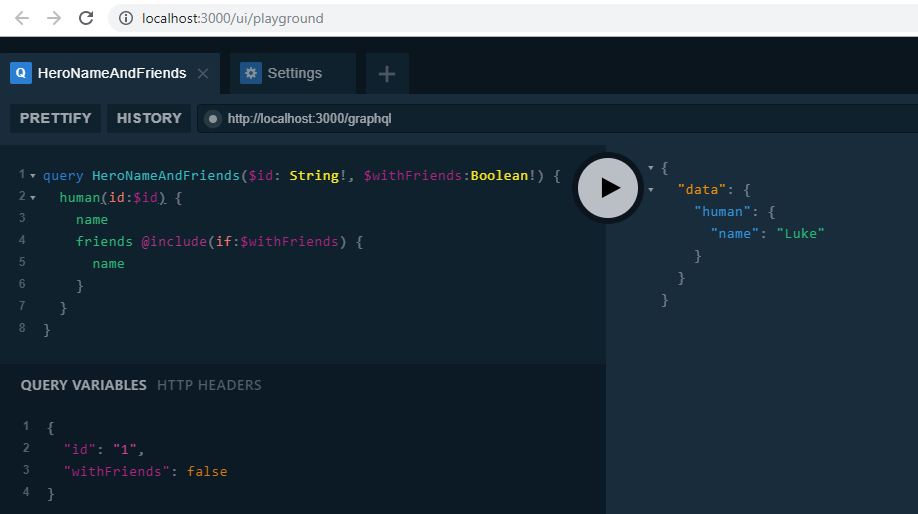 localhost:3000/ui/playground
Q HeroNameAndFriends
Settings
PRETTIFY
HISTORY
http://localhost:3000/graphql
1 query HeroNameAndFriends($id: String!, $withFriends:Boolean!) {
2 human(id:$id) {
3 name
4 friends @include(if:$withFriends) {
5 name
6 }
7 }
8 }
{
"data": {
"human": {
"name": "Luke"
}
}
}
QUERY VARIABLES HTTP HEADERS
1 {
2 "id": "1",
3 "withFriends": false
4 }